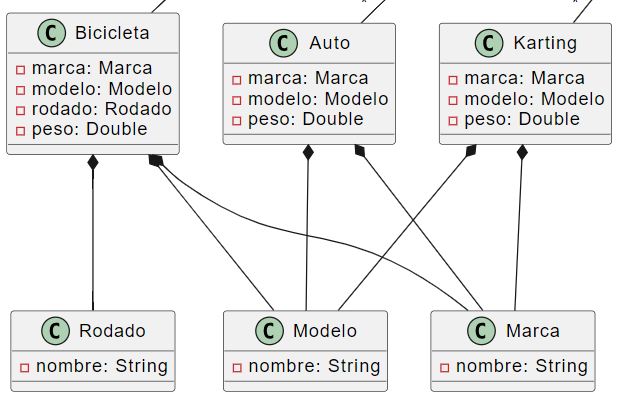 C Bicicleta
marca: Marca
modelo: Modelo
rodado: Rodado
peso: Double
C Auto
marca: Marca
modelo: Modelo
peso: Double
C Karting
marca: Marca
modelo: Modelo
peso: Double
C Rodado
nombre: String
C Modelo
nombre: String
C Marca
nombre: String